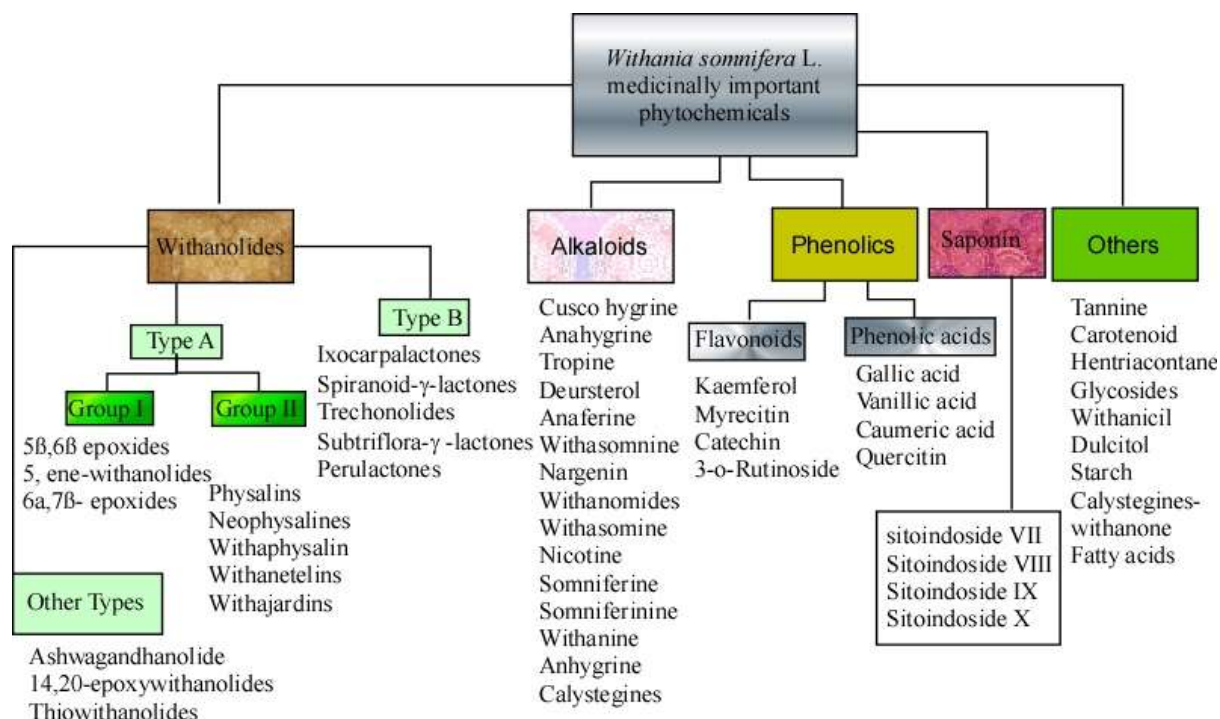 Withania somnifera L.
medicinally important
phytochemicals
Withanolides
Type A
Group I
5ß,6ß epoxides
5, ene-withanolides
6a,7ß- epoxides
Group II
Physalins
Neophysalines
Withaphysalin
Withanetelins
Withajardins
Type B
Ixocarpalactones
Spiranoid-γ-lactones
Trechonolides
Subtriflora-γ -lactones
Perulactones
Other Types
Ashwagandhanolide
14,20-epoxywithanolides
Thiowithanolides
Alkaloids
Cusco hygrine
Anahygrine
Tropine
Deursterol
Anaferine
Withasomnine
Nargenin
Withanomides
Withasomine
Nicotine
Somniferine
Somniferinine
Withanine
Anhygrine
Calystegines
Phenolics
Flavonoids
Kaemferol
Myrecitin
Catechin
3-o-Rutinoside
Phenolic acids
Gallic acid
Vanillic acid
Caumeric acid
Quercitin
Saponin
sitoindoside VII
Sitoindoside VIII
Sitoindoside IX
Sitoindoside X
Others
Tannine
Carotenoid
Hentriacontane
Glycosides
Withanicil
Dulcitol
Starch
Calystegines-
withanone
Fatty acids